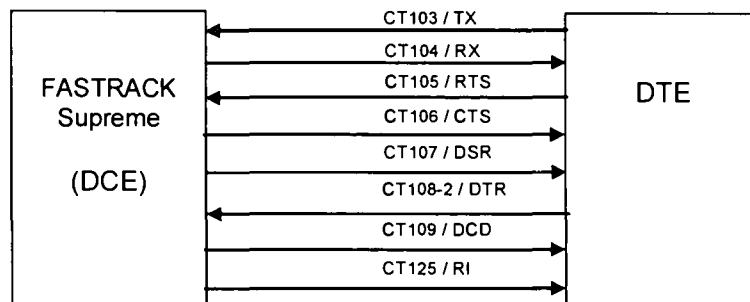 CT103 / TX
CT104 / RX
CT105 / RTS
CT106 / CTS
CT107 / DSR
CT108-2 / DTR
CT109 / DCD
CT125 / RI
FASTRACK
Supreme
(DCE)
DTE